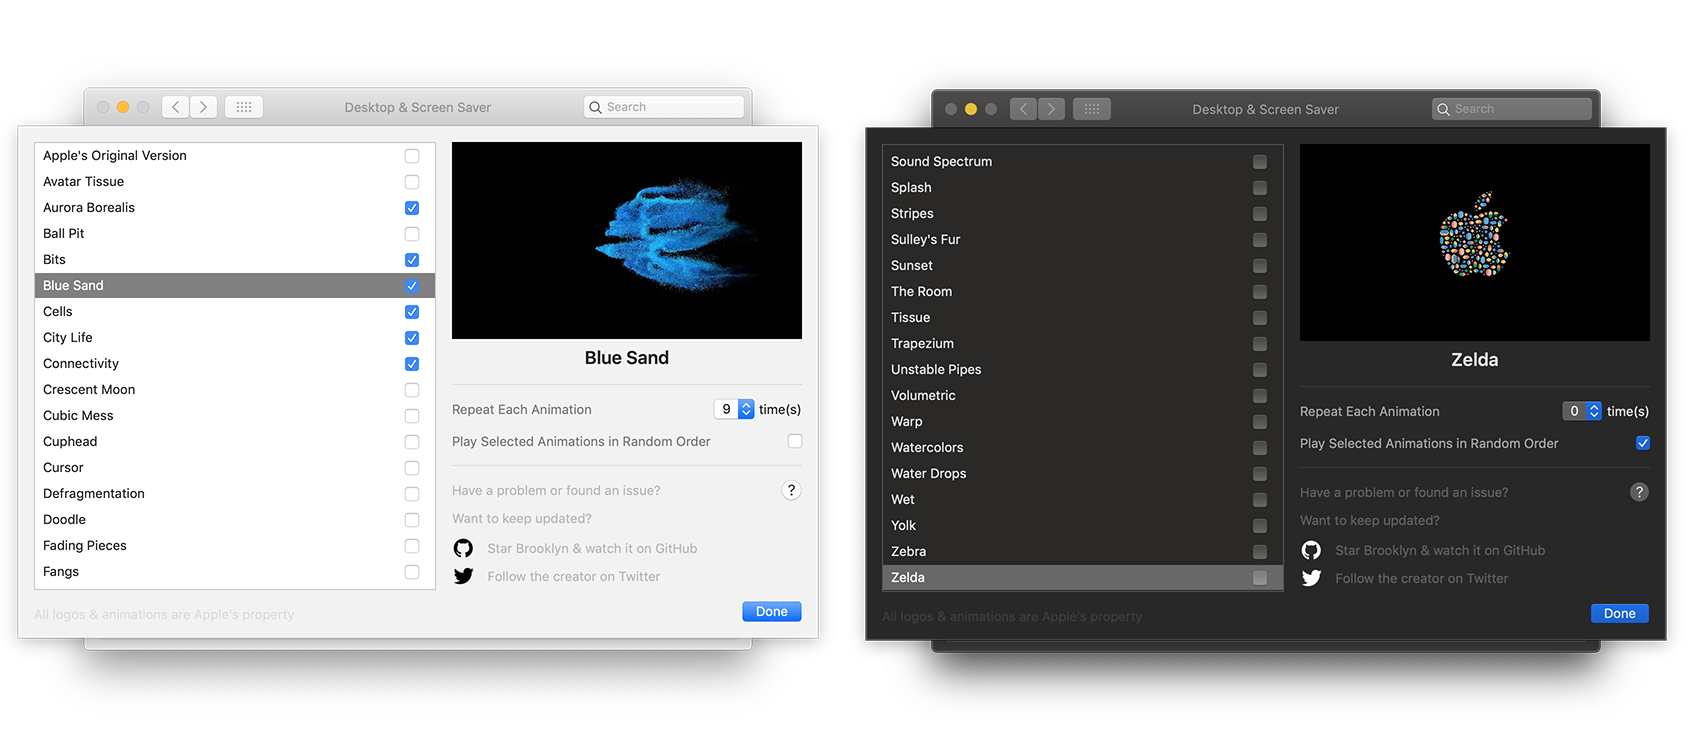 Desktop & Screen Saver
Search
Apple's Original Version
Avatar Tissue
Aurora Borealis
Ball Pit
Bits
Blue Sand
Cells
City Life
Connectivity
Crescent Moon
Cubic Mess
Cuphead
Cursor
Defragmentation
Doodle
Fading Pieces
Fangs
Blue Sand
Repeat Each Animation 9 time(s)
Play Selected Animations in Random Order
Have a problem or found an issue? ?
Want to keep updated?
Star Brooklyn & watch it on GitHub
Follow the creator on Twitter
All logos & animations are Apple's property
Done
Desktop & Screen Saver
Search
Sound Spectrum
Splash
Stripes
Sulley's Fur
Sunset
The Room
Tissue
Trapezium
Unstable Pipes
Volumetric
Warp
Watercolors
Water Drops
Wet
Yolk
Zebra
Zelda
Zelda
Repeat Each Animation 0 time(s)
Play Selected Animations in Random Order
Have a problem or found an issue? ?
Want to keep updated?
Star Brooklyn & watch it on GitHub
Follow the creator on Twitter
All logos & animations are Apple's property
Done